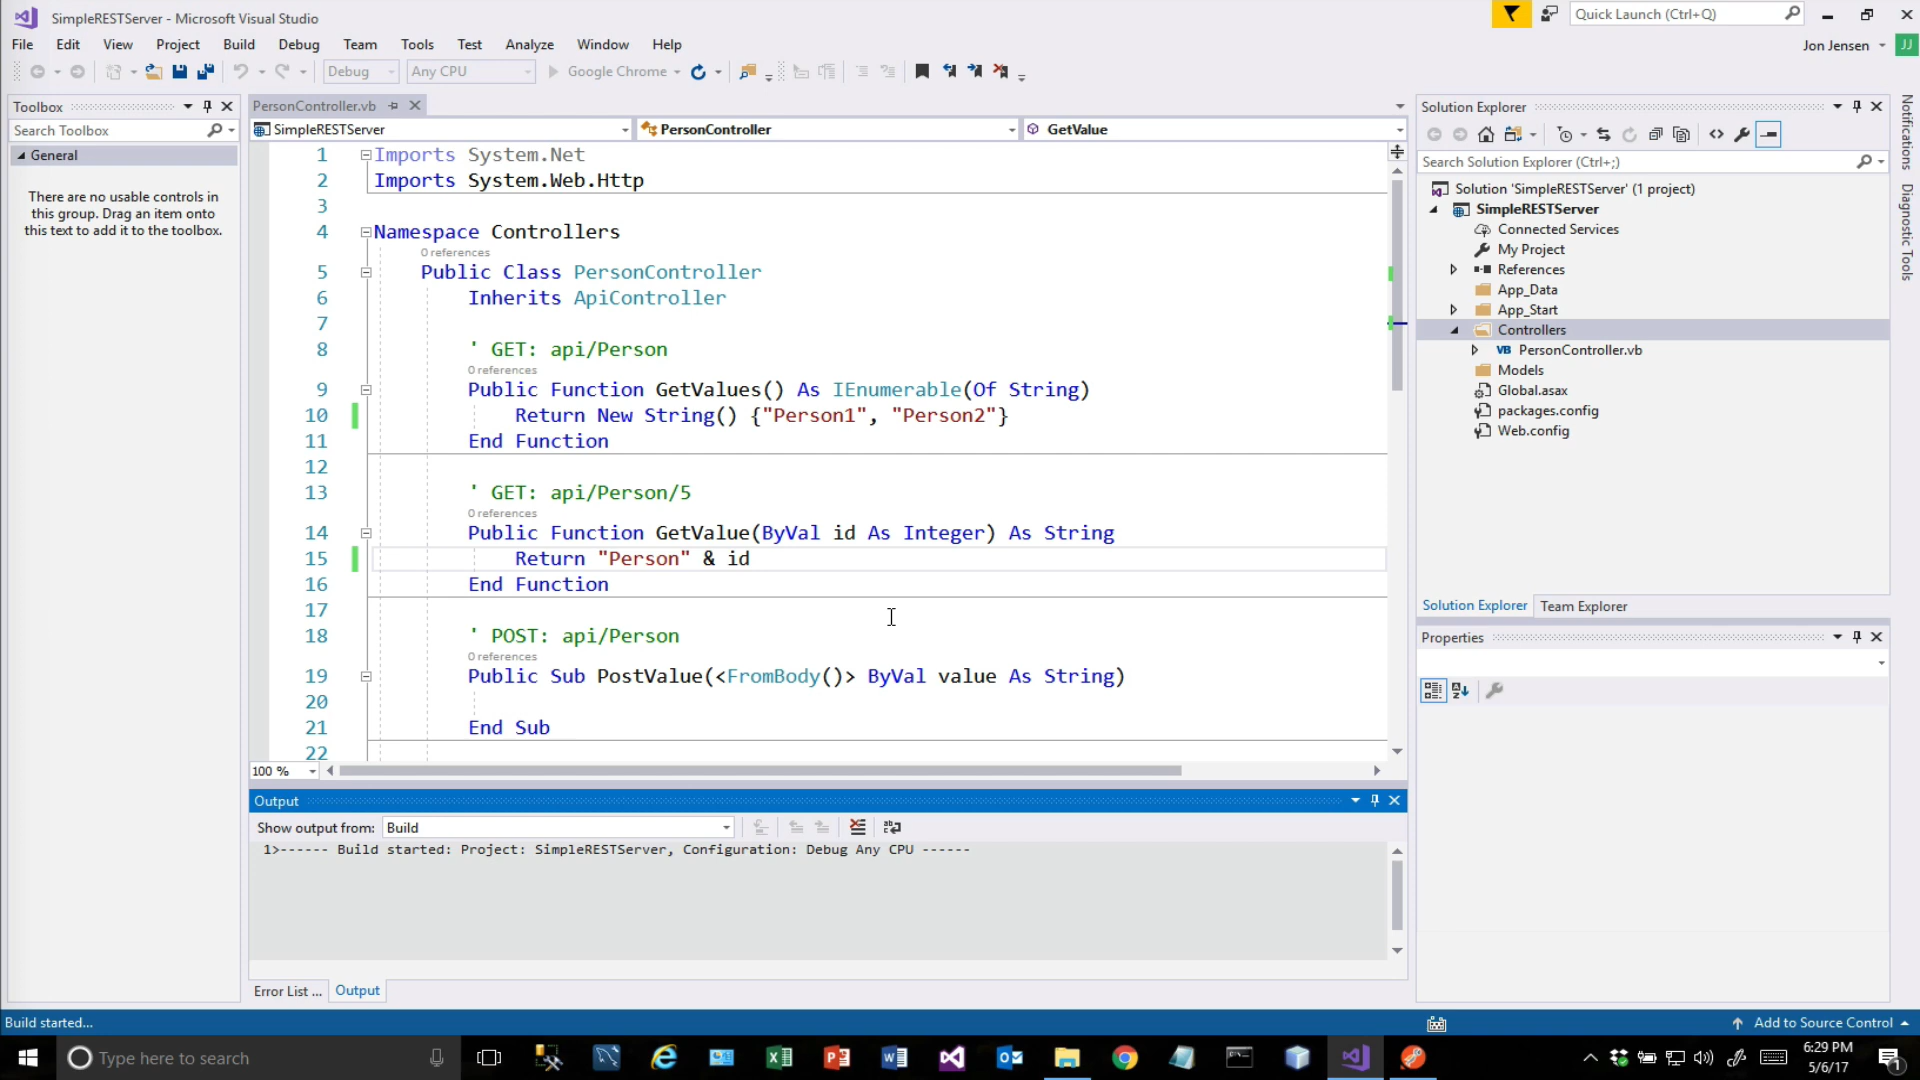 SimpleRESTServer - Microsoft Visual Studio
Quick Launch (Ctrl+Q)
File Edit View Project Build Debug Team Tools Test Analyze Window Help
Jon Jensen JJ
Debug Any CPU Google Chrome
Toolbox
Search Toolbox
General
There are no usable controls in
this group. Drag an item onto
this text to add it to the toolbox.
PersonController.vb
SimpleRESTServer PersonController GetValue
1 Imports System.Net
2 Imports System.Web.Http
3
4 Namespace Controllers
0 references
5 Public Class PersonController
6 Inherits ApiController
7
8 ' GET: api/Person
0 references
9 Public Function GetValues() As IEnumerable(Of String)
10 Return New String() {"Person1", "Person2"}
11 End Function
12
13 ' GET: api/Person/5
0 references
14 Public Function GetValue(ByVal id As Integer) As String
15 Return "Person" & id
16 End Function
17
18 ' POST: api/Person
0 references
19 Public Sub PostValue(<FromBody()> ByVal value As String)
20
21 End Sub
22
100 %
Output
Show output from: Build
1>------ Build started: Project: SimpleRESTServer, Configuration: Debug Any CPU ------
Error List ... Output
Solution Explorer
Search Solution Explorer (Ctrl+;)
Solution 'SimpleRESTServer' (1 project)
SimpleRESTServer
Connected Services
My Project
References
App_Data
App_Start
Controllers
VB PersonController.vb
Models
Global.asax
packages.config
Web.config
Solution Explorer Team Explorer
Properties
Notifications
Diagnostic Tools
Build started...
Add to Source Control
Type here to search
6:29 PM
5/6/17
1